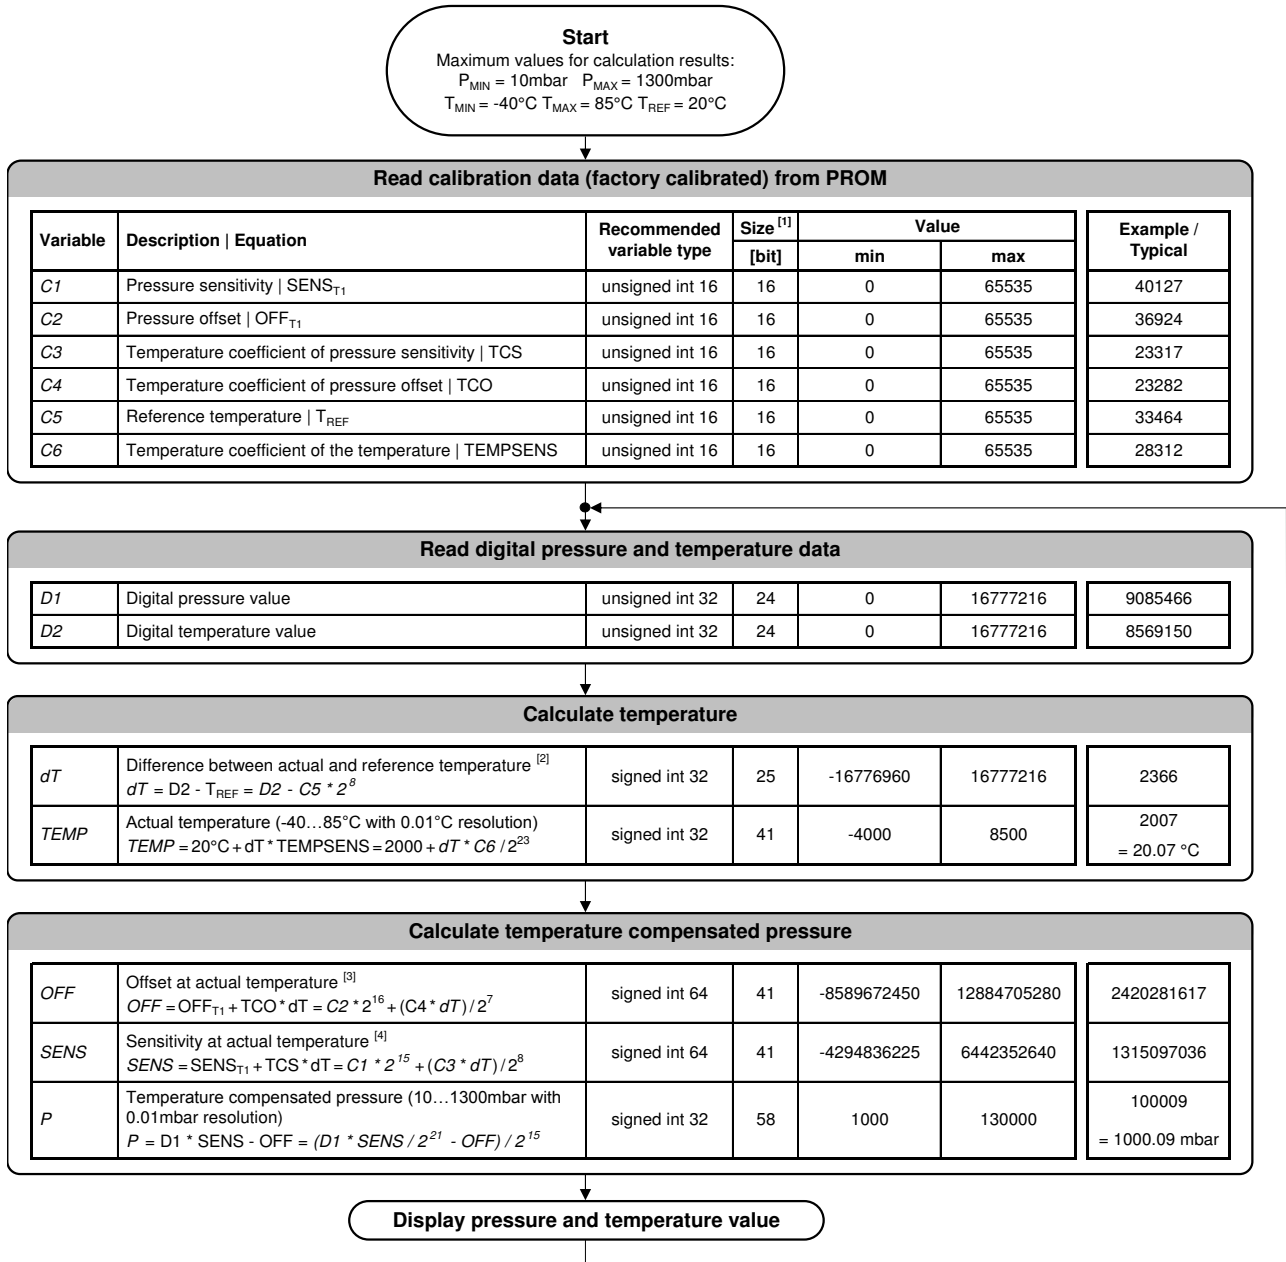 Start
Maximum values for calculation results:
PMIN = 10mbar PMAX = 1300mbar
TMIN = -40°C TMAX = 85°C TREF = 20°C
Read calibration data (factory calibrated) from PROM
Variable Description | Equation Recommended variable type Size [1] [bit] Value min max Example / Typical
C1 Pressure sensitivity | SENST1 unsigned int 16 16 0 65535 40127
C2 Pressure offset | OFFT1 unsigned int 16 16 0 65535 36924
C3 Temperature coefficient of pressure sensitivity | TCS unsigned int 16 16 0 65535 23317
C4 Temperature coefficient of pressure offset | TCO unsigned int 16 16 0 65535 23282
C5 Reference temperature | TREF unsigned int 16 16 0 65535 33464
C6 Temperature coefficient of the temperature | TEMPSENS unsigned int 16 16 0 65535 28312
Read digital pressure and temperature data
D1 Digital pressure value unsigned int 32 24 0 16777216 9085466
D2 Digital temperature value unsigned int 32 24 0 16777216 8569150
Calculate temperature
dT Difference between actual and reference temperature [2]
dT = D2 - TREF = D2 - C5 * 2^8 signed int 32 25 -16776960 16777216 2366
TEMP Actual temperature (-40…85°C with 0.01°C resolution)
TEMP = 20°C + dT * TEMPSENS = 2000 + dT * C6 / 2^23 signed int 32 41 -4000 8500 2007
= 20.07 °C
Calculate temperature compensated pressure
OFF Offset at actual temperature [3]
OFF = OFFT1 + TCO * dT = C2 * 2^16 + (C4 * dT) / 2^7 signed int 64 41 -8589672450 12884705280 2420281617
SENS Sensitivity at actual temperature [4]
SENS = SENST1 + TCS * dT = C1 * 2^15 + (C3 * dT) / 2^8 signed int 64 41 -4294836225 6442352640 1315097036
P Temperature compensated pressure (10…1300mbar with
0.01mbar resolution)
P = D1 * SENS - OFF = (D1 * SENS / 2^21 - OFF) / 2^15 signed int 32 58 1000 130000 100009
= 1000.09 mbar
Display pressure and temperature value